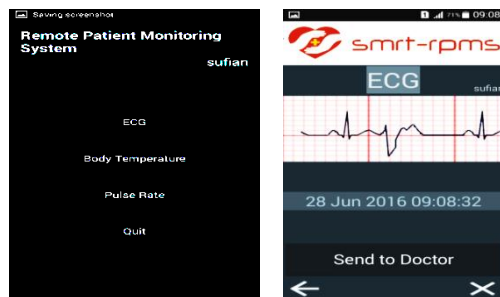 Saving screenshot
Remote Patient Monitoring
System
sufian
ECG
Body Temperature
Pulse Rate
Quit
09:08
smrt-rpms
ECG
sufian
28 Jun 2016 09:08:32
Send to Doctor